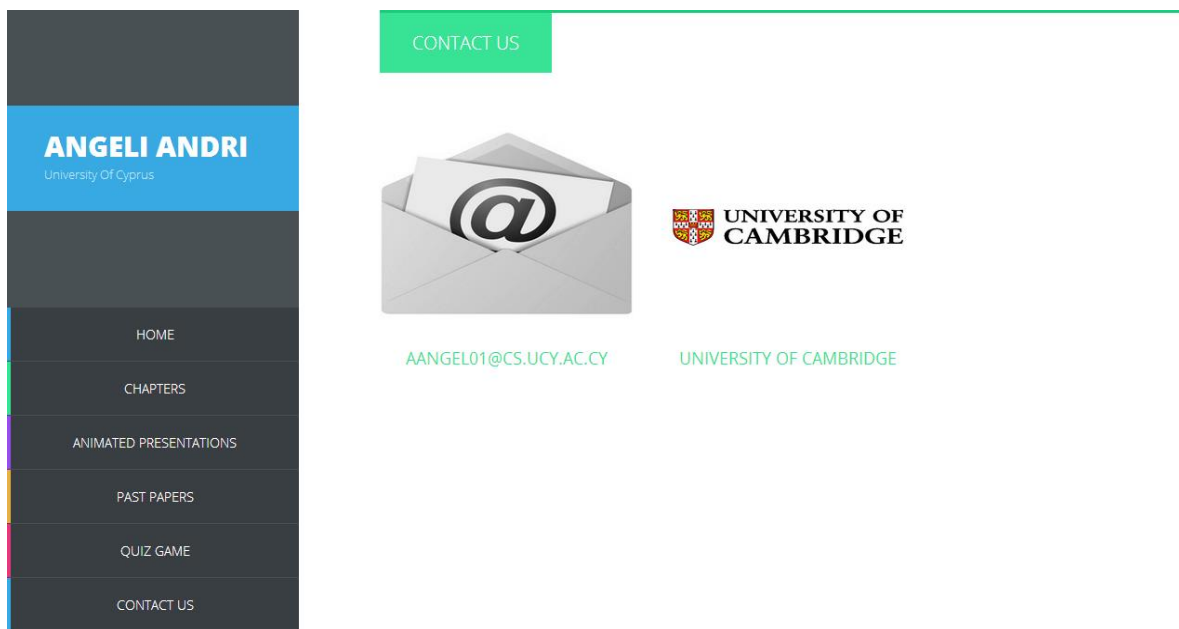 ANGELI ANDRI
University Of Cyprus
HOME
CHAPTERS
ANIMATED PRESENTATIONS
PAST PAPERS
QUIZ GAME
CONTACT US
CONTACT US
@
UNIVERSITY OF
CAMBRIDGE
AANGEL01@CS.UCY.AC.CY
UNIVERSITY OF CAMBRIDGE